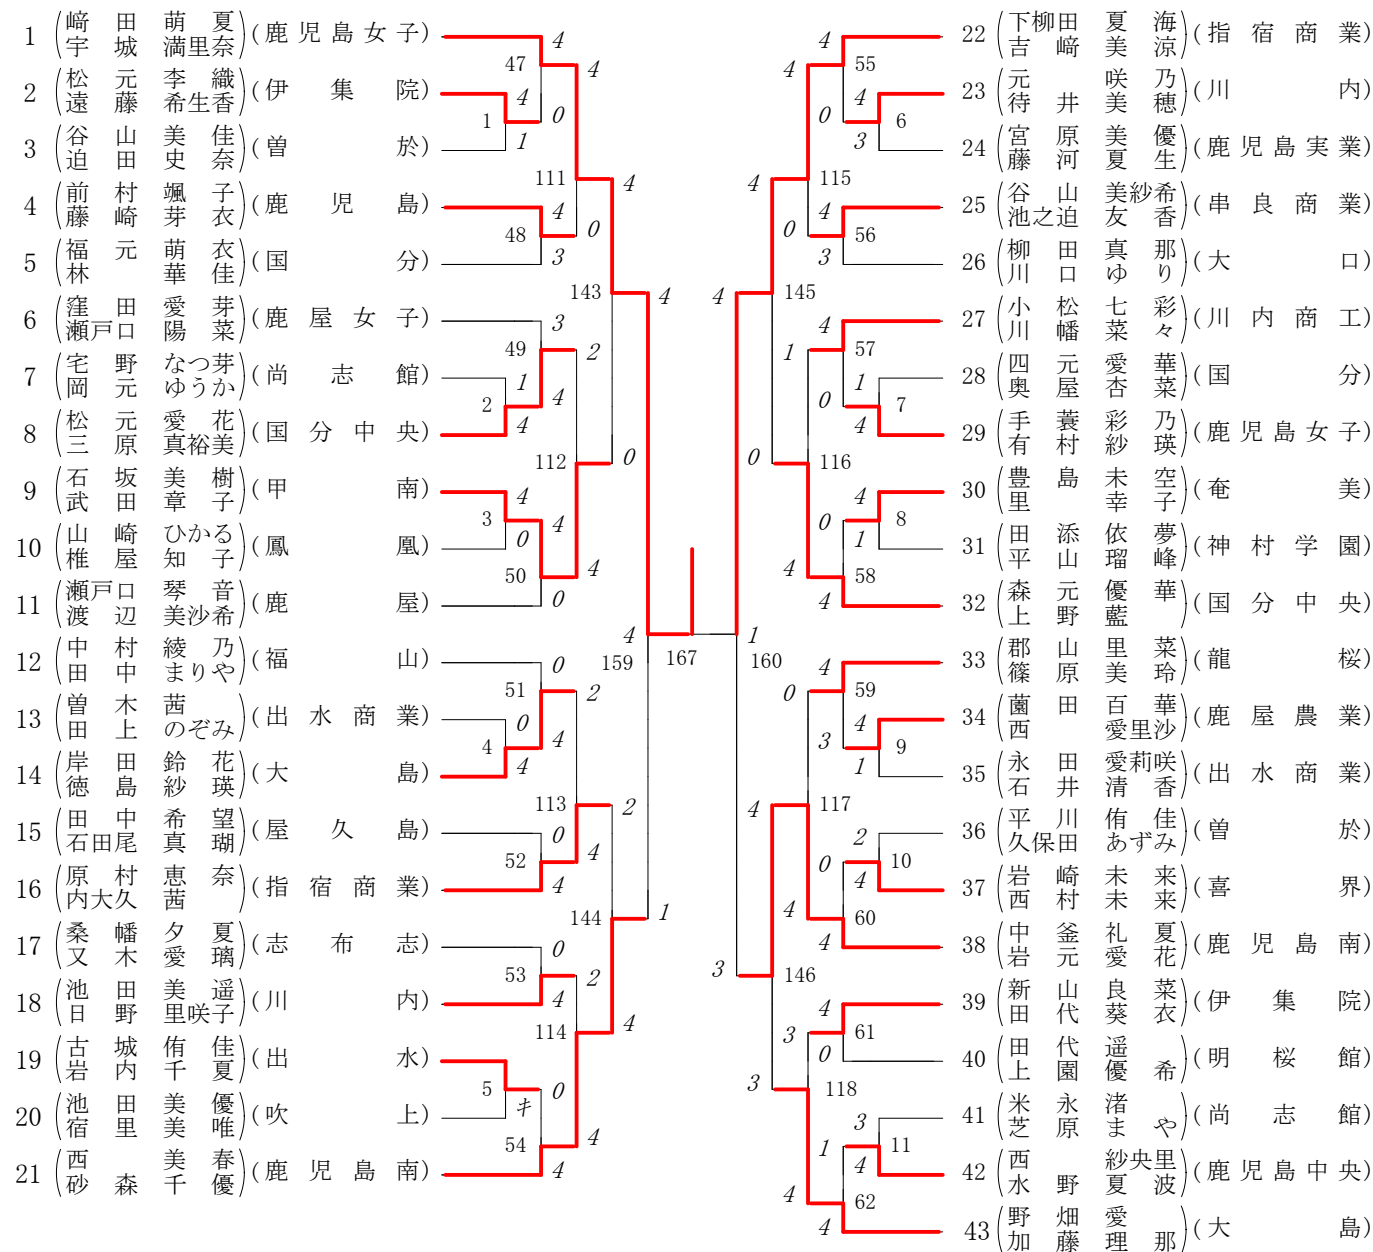 1 (﨑田萌夏 宇城満里奈) (鹿児島女子)
2 (松元李織 遠藤希生香) (伊集院)
3 (谷山美佳 迫田史奈) (曽於)
4 (前村颯子 藤崎芽衣) (鹿児島)
5 (福元萌衣 林華佳) (国分)
6 (窪田愛芽 瀬戸口陽菜) (鹿屋女子)
7 (宅野なつ芽 岡元ゆうか) (尚志館)
8 (松元愛花 三原真裕美) (国分中央)
9 (石坂美樹 武田章子) (甲南)
10 (山崎ひかる 椎屋知子) (鳳凰)
11 (瀬戸口琴音 渡辺美沙希) (鹿屋)
12 (中村綾乃 田中まりや) (福山)
13 (曽木茜 田上のぞみ) (出水商業)
14 (岸田鈴花 徳島紗瑛) (大島)
15 (田中希望 石田尾真瑚) (屋久島)
16 (原村恵奈 内大久茜) (指宿商業)
17 (桑幡夕夏 又木愛璃) (志布志)
18 (池田美遥 日野里咲子) (川内)
19 (古城侑佳 岩内千夏) (出水)
20 (池田美優 宿里美唯) (吹上)
21 (西美春 砂森千優) (鹿児島南)
4
47
4
4
0
1
1
111
4
4
48
0
3
143
4
3
49
2
1
2
4
4
112
0
4
3
4
0
50
4
0
4
159
167
0
51
2
0
4
4
4
113
2
0
52
4
4
144
1
0
53
2
4
114
4
5
0
キ
54
4
4
4
55
4
4
0
6
3
115
4
4
56
0
3
4
145
4
57
1
1
0
7
4
0
116
4
0
8
1
4
58
4
1
160
4
59
0
4
3
9
1
4
117
2
10
0
4
4
60
4
3
146
4
61
3
0
3
118
3
11
1
4
62
4
4
22 (下柳田夏海 吉﨑美涼) (指宿商業)
23 (元咲乃 待井美穂) (川内)
24 (宮原美優 藤河夏生) (鹿児島実業)
25 (谷山美紗希 池之迫友香) (串良商業)
26 (柳田真那 川口ゆり) (大口)
27 (小松七彩 川幡菜々) (川内商工)
28 (四元愛華 奥屋杏菜) (国分)
29 (手蓑彩乃 有村紗瑛) (鹿児島女子)
30 (豊島未空 里幸子) (奄美)
31 (田添依夢 平山瑠峰) (神村学園)
32 (森元優華 上野藍) (国分中央)
33 (郡山里菜 篠原美玲) (龍桜)
34 (薗田百華 西愛里沙) (鹿屋農業)
35 (永田愛莉咲 石井清香) (出水商業)
36 (平川侑佳 久保田あずみ) (曽於)
37 (岩崎未来 西村未来) (喜界)
38 (中釜礼夏 岩元愛花) (鹿児島南)
39 (新山良菜 田代葵衣) (伊集院)
40 (田代遥 上園優希) (明桜館)
41 (米永渚 芝原まや) (尚志館)
42 (西紗央里 水野夏波) (鹿児島中央)
43 (野畑愛 加藤理那) (大島)